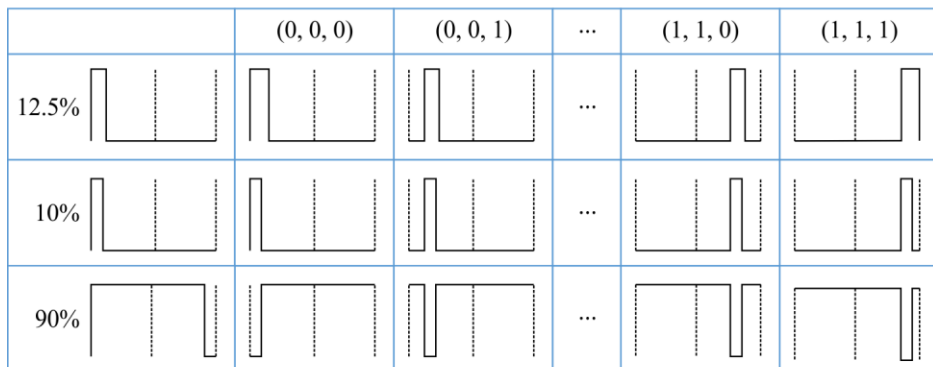 (0, 0, 0) (0, 0, 1) ... (1, 1, 0) (1, 1, 1)
12.5% ...
10% ...
90% ...